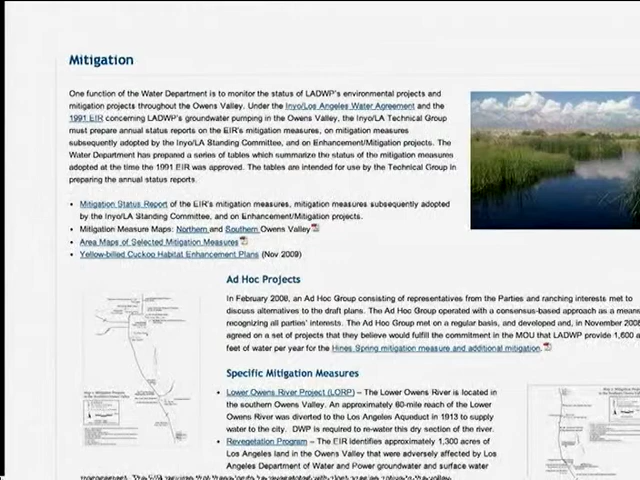 Mitigation
One function of the Water Department is to monitor the status of LADWP's environmental projects and
mitigation projects throughout the Owens Valley. Under the Inyo/Los Angeles Water Agreement and the
1991 EIR concerning LADWP's groundwater pumping in the Owens Valley, the Inyo/LA Technical Group
must prepare annual status reports on the EIR's mitigation measures, on mitigation measures
subsequently adopted by the Inyo/LA Standing Committee, and on Enhancement/Mitigation projects. The
Water Department has prepared a series of tables which summarize the status of the mitigation measures
adopted at the time the 1991 EIR was approved. The tables are intended for use by the Technical Group in
preparing the annual status reports.
• Mitigation Status Report of the EIR's mitigation measures, mitigation measures subsequently adopted
by the Inyo/LA Standing Committee, and on Enhancement/Mitigation projects.
• Mitigation Measure Maps: Northern and Southern Owens Valley
• Area Maps of Selected Mitigation Measures
• Yellow-billed Cuckoo Habitat Enhancement Plans (Nov 2009)
Ad Hoc Projects
In February 2008, an Ad Hoc Group consisting of representatives from the Parties and ranching interests met to
discuss alternatives to the draft plans. The Ad Hoc Group operated with a consensus-based approach as a means
recognizing all parties' interests. The Ad Hoc Group met on a regular basis, and developed and, in November 2008
agreed on a set of projects that they believe would fulfill the commitment in the MOU that LADWP provide 1,600 a
feet of water per year for the Hines Spring mitigation measure and additional mitigation.
Specific Mitigation Measures
• Lower Owens River Project (LORP) – The Lower Owens River is located in
the southern Owens Valley. An approximately 60-mile reach of the Lower
Owens River was diverted to the Los Angeles Aqueduct in 1913 to supply
water to the city. DWP is required to re-water this dry section of the river.
• Revegetation Program – The EIR identifies approximately 1,300 acres of
Los Angeles land in the Owens Valley that were adversely affected by Los
Angeles Department of Water and Power groundwater and surface water